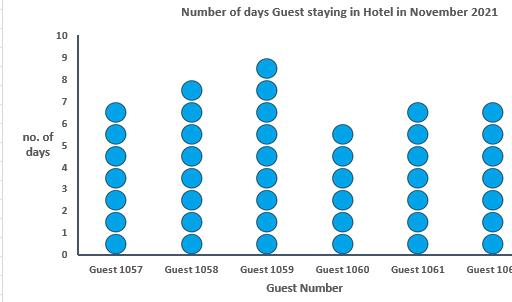 Number of days Guest staying in Hotel in November 2021
10
9
8
7
6
5
4
3
2
1
0
no. of
days
Guest 1057 Guest 1058 Guest 1059 Guest 1060 Guest 1061 Guest
Guest Number